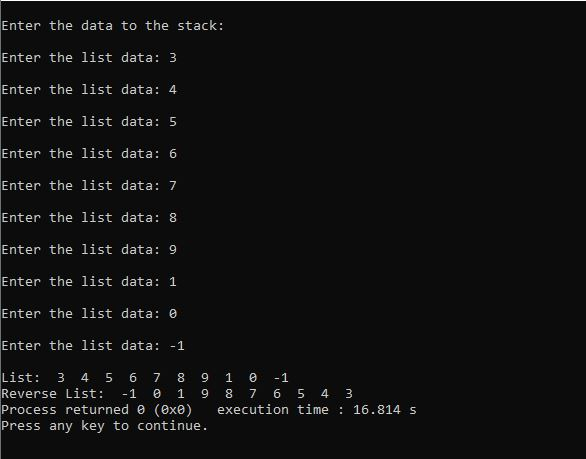 Enter the data to the stack:
Enter the list data: 3
Enter the list data: 4
Enter the list data: 5
Enter the list data: 6
Enter the list data: 7
Enter the list data: 8
Enter the list data: 9
Enter the list data: 1
Enter the list data: 0
Enter the list data: -1
List:  3  4  5  6  7  8  9  1  0  -1
Reverse List:  -1  0  1  9  8  7  6  5  4  3
Process returned 0 (0x0)   execution time : 16.814 s
Press any key to continue.